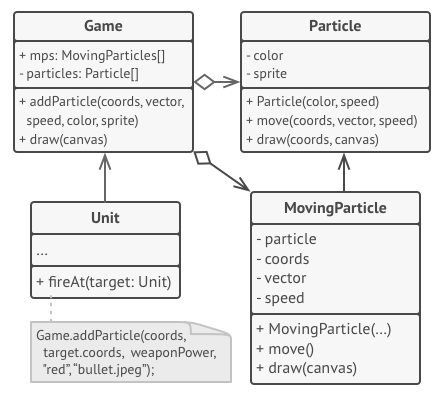 Game
+ mps: MovingParticles[]
- particles: Particle[]
+ addParticle(coords, vector,
speed, color, sprite)
+ draw(canvas)
Particle
- color
- sprite
+ Particle(color, speed)
+ move(coords, vector, speed)
+ draw(coords, canvas)
Unit
...
+ fireAt(target: Unit)
Game.addParticle(coords,
target.coords, weaponPower,
"red","bullet.jpeg");
MovingParticle
- particle
- coords
- vector
- speed
+ MovingParticle(...)
+ move()
+ draw(canvas)